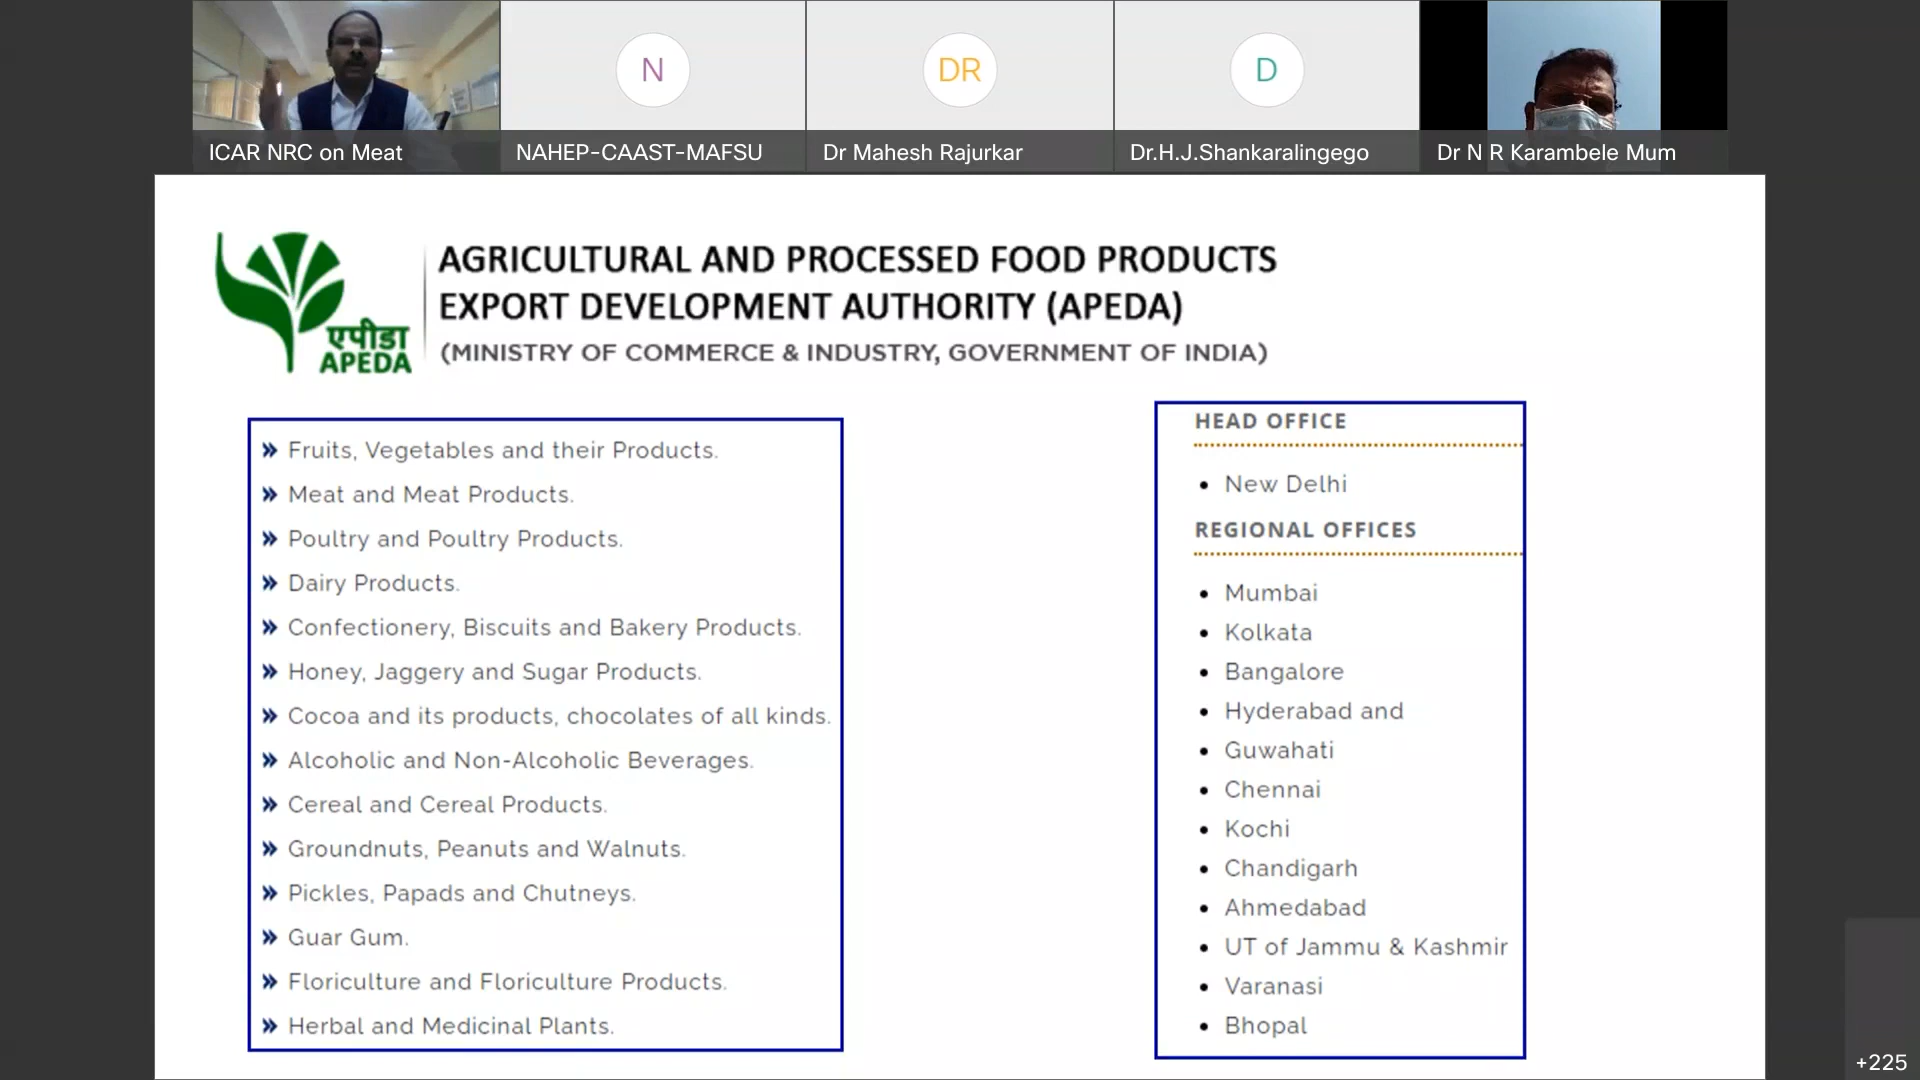 N
DR
D
ICAR NRC on Meat
NAHEP-CAAST-MAFSU
Dr Mahesh Rajurkar
Dr.H.J.Shankaralingego
Dr N R Karambele Mum
एपीडा
APEDA
AGRICULTURAL AND PROCESSED FOOD PRODUCTS
EXPORT DEVELOPMENT AUTHORITY (APEDA)
(MINISTRY OF COMMERCE & INDUSTRY, GOVERNMENT OF INDIA)
» Fruits, Vegetables and their Products.
» Meat and Meat Products.
» Poultry and Poultry Products.
» Dairy Products.
» Confectionery, Biscuits and Bakery Products.
» Honey, Jaggery and Sugar Products.
» Cocoa and its products, chocolates of all kinds.
» Alcoholic and Non-Alcoholic Beverages.
» Cereal and Cereal Products.
» Groundnuts, Peanuts and Walnuts.
» Pickles, Papads and Chutneys.
» Guar Gum.
» Floriculture and Floriculture Products.
» Herbal and Medicinal Plants.
HEAD OFFICE
• New Delhi
REGIONAL OFFICES
• Mumbai
• Kolkata
• Bangalore
• Hyderabad and
• Guwahati
• Chennai
• Kochi
• Chandigarh
• Ahmedabad
• UT of Jammu & Kashmir
• Varanasi
• Bhopal
+225